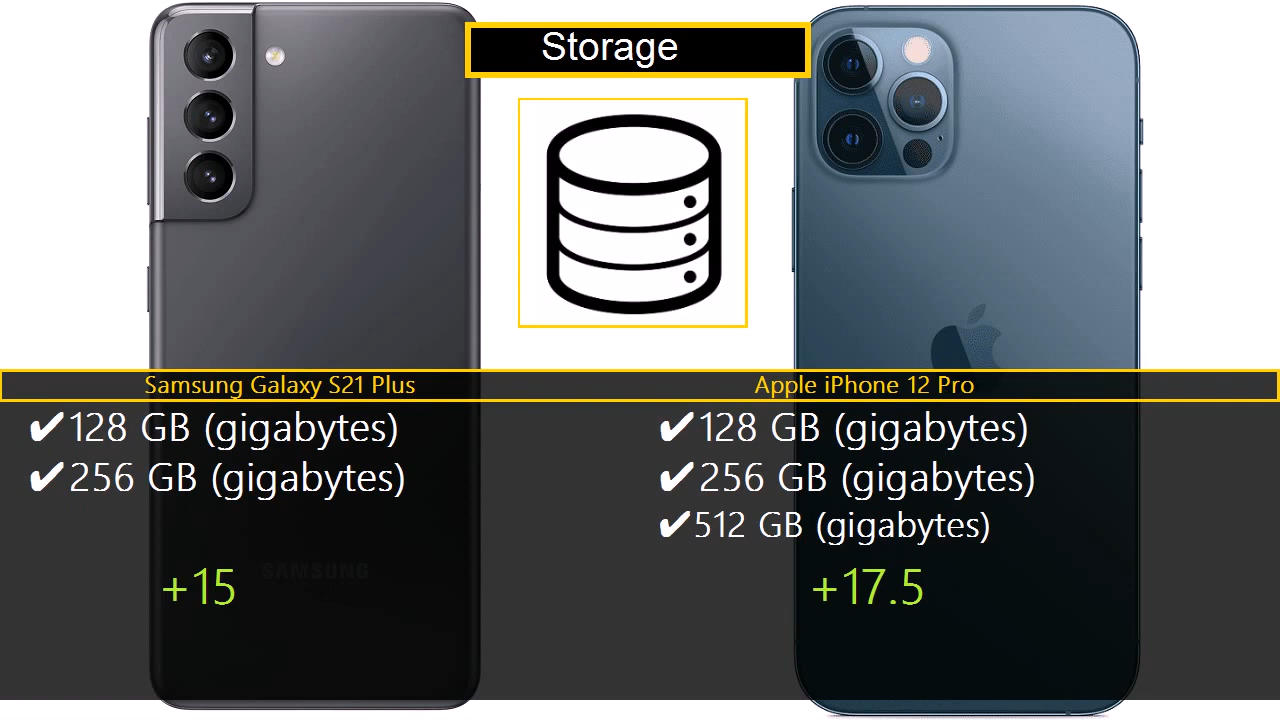 Storage
Samsung Galaxy S21 Plus
Apple iPhone 12 Pro
✔128 GB (gigabytes)
✔256 GB (gigabytes)
✔128 GB (gigabytes)
✔256 GB (gigabytes)
✔512 GB (gigabytes)
SAMSUNG
+15
+17.5